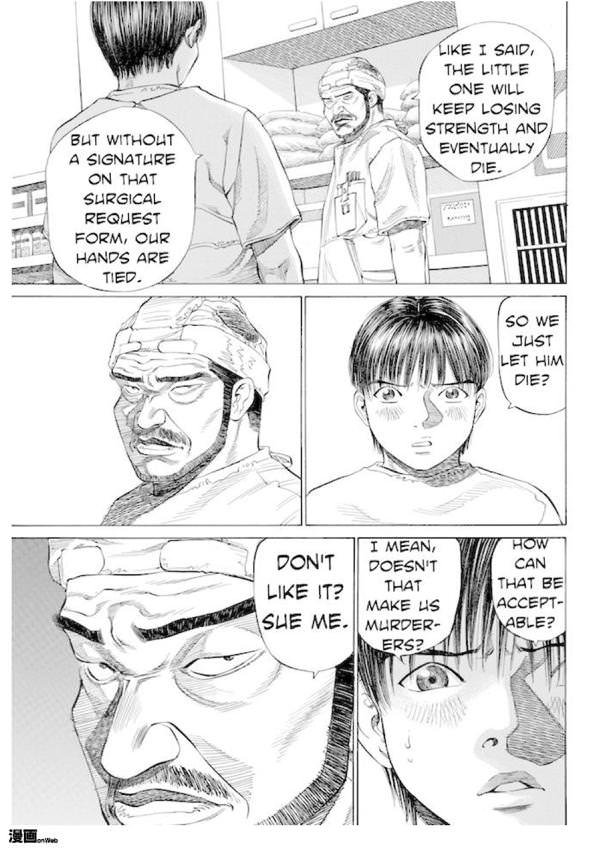 LIKE I SAID,
THE LITTLE
ONE WILL
KEEP LOSING
STRENGTH AND
EVENTUALLY
DIE.
BUT WITHOUT
A SIGNATURE
ON THAT
SURGICAL
REQUEST
FORM, OUR
HANDS ARE
TIED.
SO WE
JUST
LET HIM
DIE?
HOW
CAN
THAT BE
ACCEPT-
ABLE?
I MEAN,
DOESN'T
THAT
MAKE US
MURDER-
ERS?
DON'T
LIKE IT?
SUE ME.
漫画onWeb